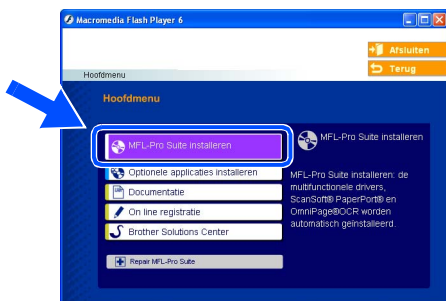 Macromedia Flash Player 6
Afsluiten
Terug
Hoofdmenu
Hoofdmenu
MFL-Pro Suite installeren
Optionele applicaties installeren
Documentatie
On line registratie
Brother Solutions Center
Repair MFL-Pro Suite
MFL-Pro Suite installeren
MFL-Pro Suite installeren: de
multifunctionele drivers,
ScanSoft® PaperPort® en
OmniPage®OCR worden
automatisch geïnstalleerd.